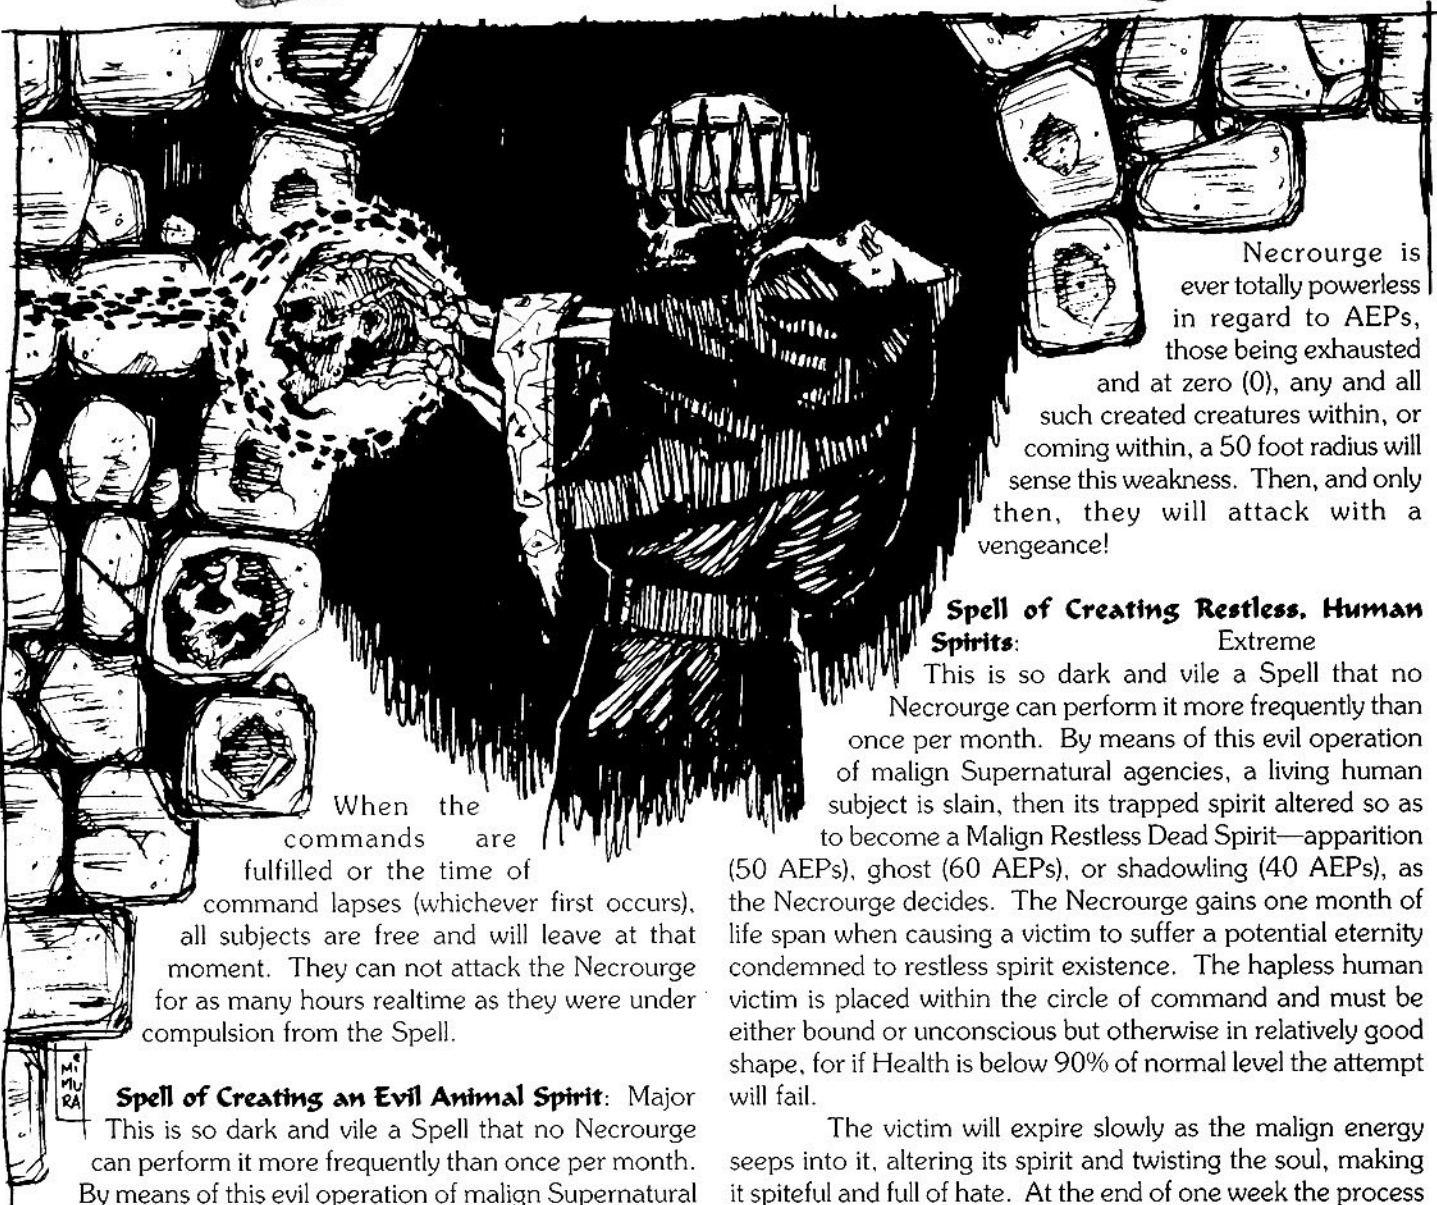 When the
commands are
fulfilled or the time of
command lapses (whichever first occurs),
all subjects are free and will leave at that
moment. They can not attack the Necrourge
for as many hours realtime as they were under
compulsion from the Spell.
Spell of Creating an Evil Animal Spirit: Major
This is so dark and vile a Spell that no Necrourge
can perform it more frequently than once per month.
By means of this evil operation of malign Supernatural
MiMURA
Necrourge is
ever totally powerless
in regard to AEPs,
those being exhausted
and at zero (0), any and all
such created creatures within, or
coming within, a 50 foot radius will
sense this weakness. Then, and only
then, they will attack with a
vengeance!
Spell of Creating Restless, Human
Spirits: Extreme
This is so dark and vile a Spell that no
Necrourge can perform it more frequently than
once per month. By means of this evil operation
of malign Supernatural agencies, a living human
subject is slain, then its trapped spirit altered so as
to become a Malign Restless Dead Spirit—apparition
(50 AEPs), ghost (60 AEPs), or shadowling (40 AEPs), as
the Necrourge decides. The Necrourge gains one month of
life span when causing a victim to suffer a potential eternity
condemned to restless spirit existence. The hapless human
victim is placed within the circle of command and must be
either bound or unconscious but otherwise in relatively good
shape, for if Health is below 90% of normal level the attempt
will fail.
The victim will expire slowly as the malign energy
seeps into it, altering its spirit and twisting the soul, making
it spiteful and full of hate. At the end of one week the process